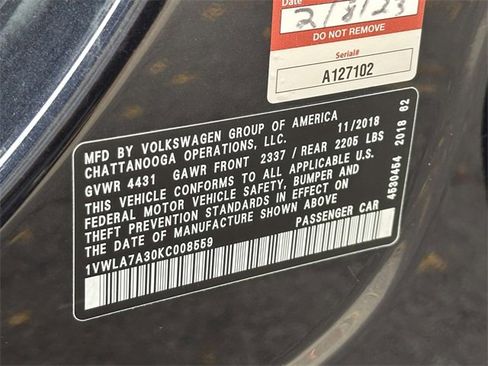 Date
2/8/23
DO NOT REMOVE
Serial#
A127102
MFD BY VOLKSWAGEN GROUP OF AMERICA
CHATTANOOGA OPERATIONS, LLC. 11/2018
GVWR 4431 GAWR FRONT 2337 / REAR 2205 LBS
THIS VEHICLE CONFORMS TO ALL APPLICABLE U.S.
FEDERAL MOTOR VEHICLE SAFETY, BUMPER AND
THEFT PREVENTION STANDARDS IN EFFECT ON
THE DATE OF MANUFACTURE SHOWN ABOVE
1VWLA7A30KC008559 PASSENGER CAR
4530454 2018 62